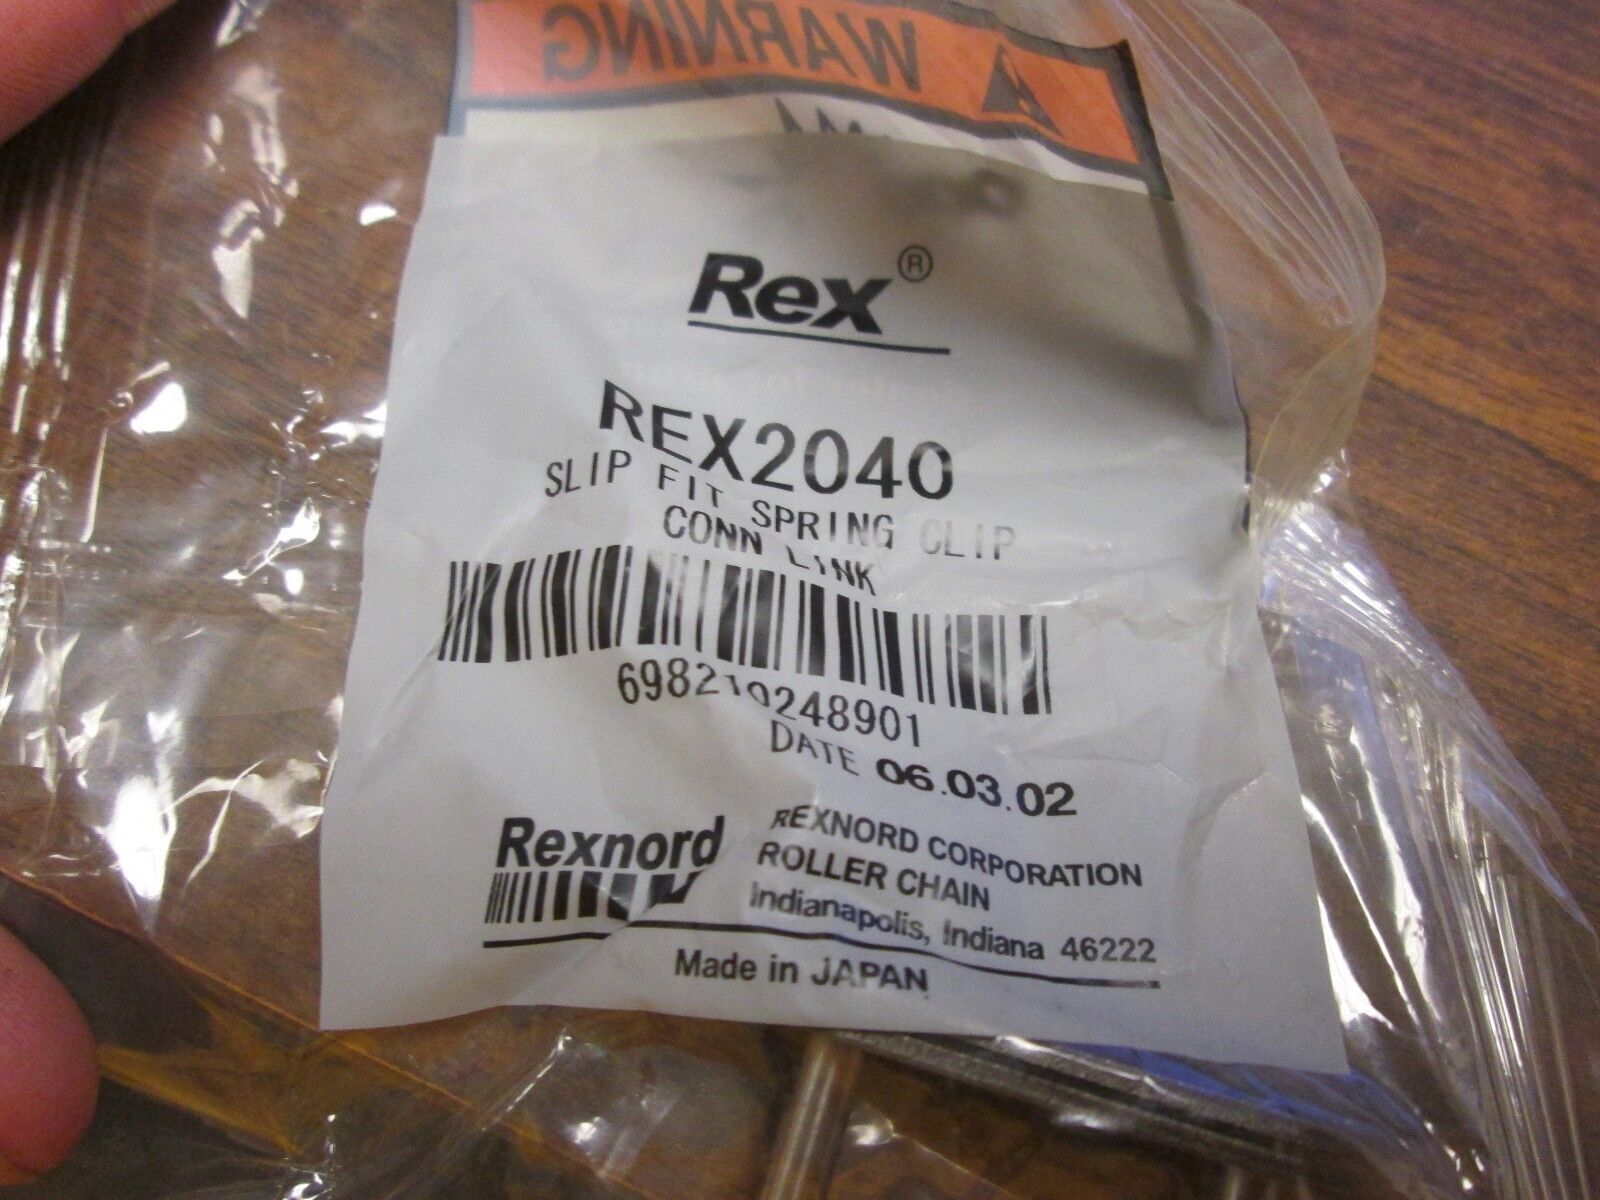 WARNING
Rex®
REX2040
SLIP FIT SPRING CLIP
CONN LINK
698210248901
DATE 06.03.02
Rexnord
REXNORD CORPORATION
ROLLER CHAIN
Indianapolis, Indiana 46222
Made in JAPAN